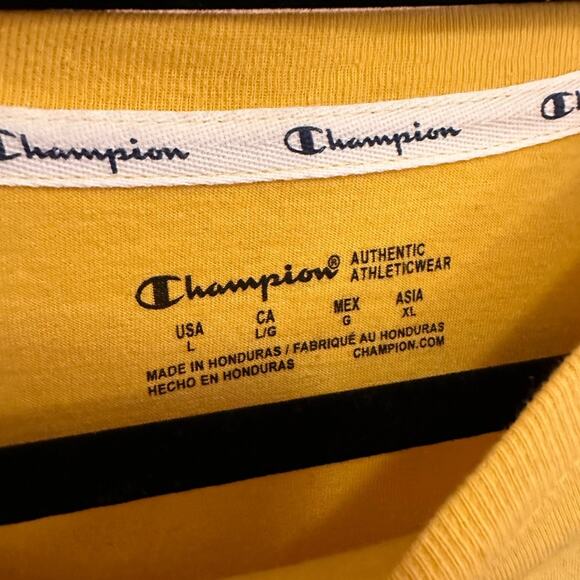 Champion Champion
Champion® AUTHENTIC ATHLETICWEAR
USA CA MEX ASIA
L L/G G XL
MADE IN HONDURAS / FABRIQUÉ AU HONDURAS
HECHO EN HONDURAS CHAMPION.COM